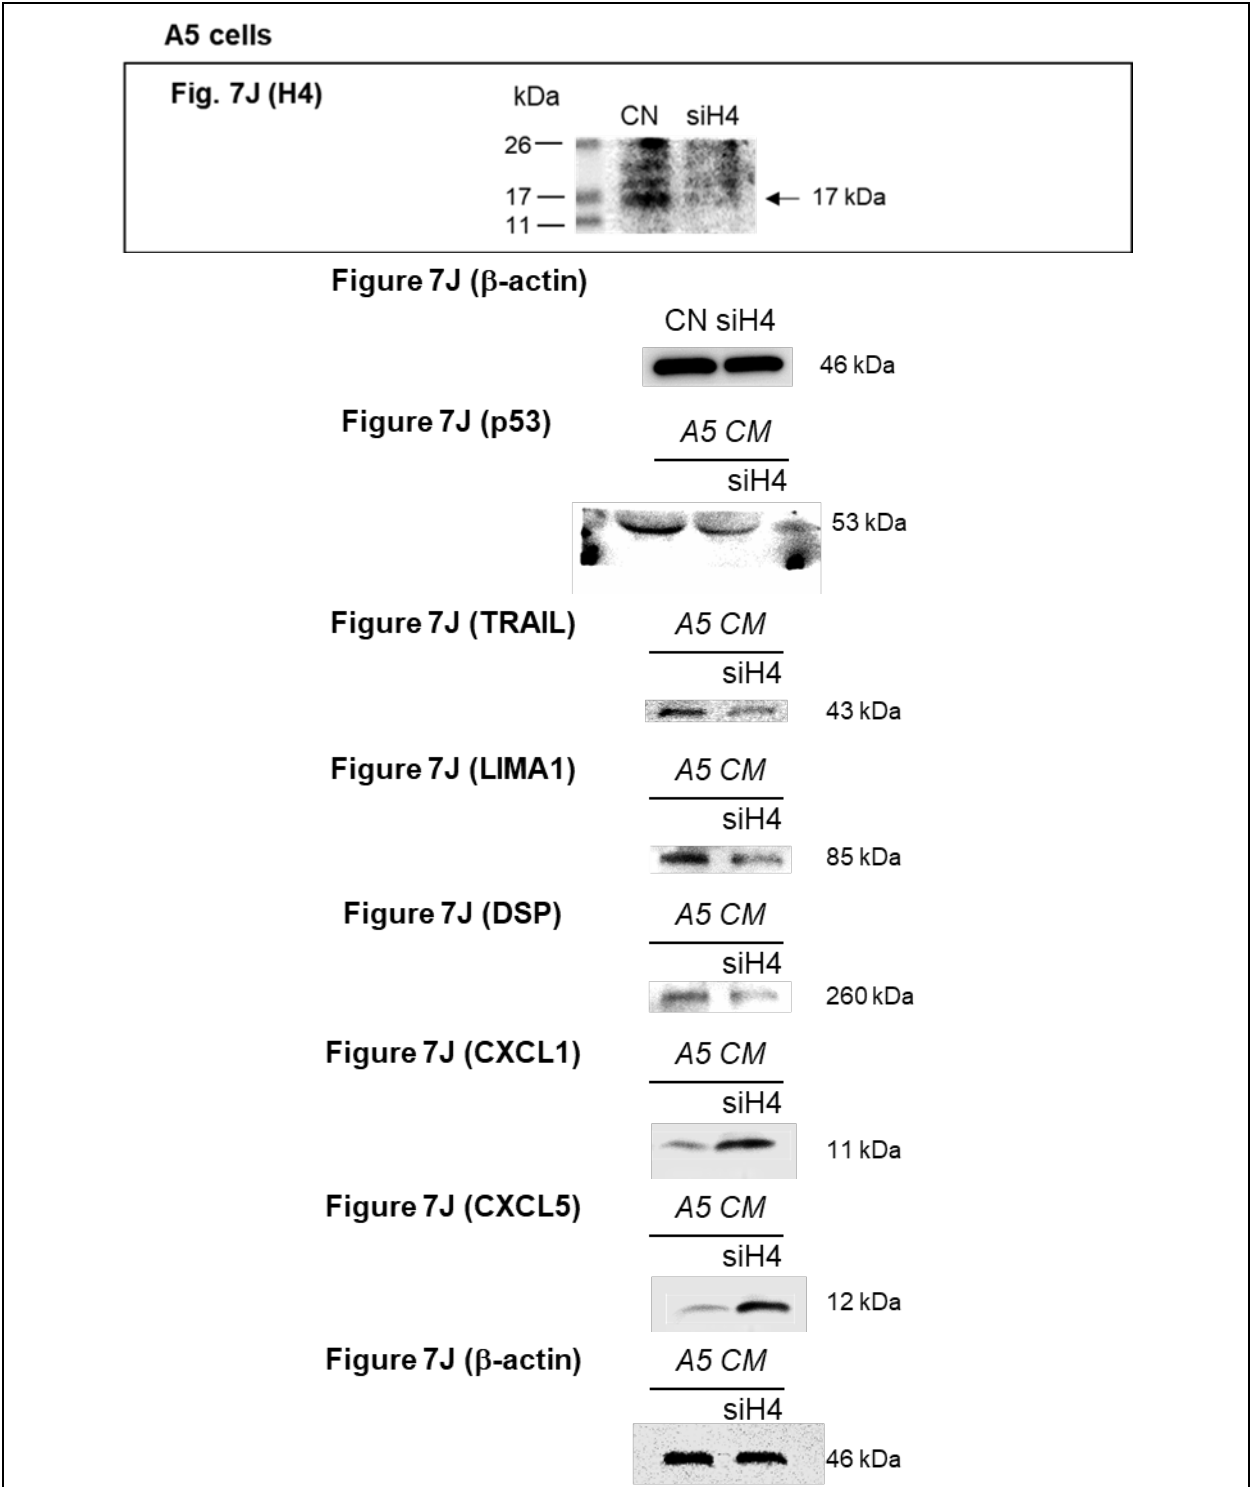 A5 cells
Fig. 7J (H4)
kDa
CN siH4
26
17
17 kDa
11
Figure 7J (β-actin)
CN siH4
46 kDa
Figure 7J (p53)
A5 CM
siH4
53 kDa
Figure 7J (TRAIL)
A5 CM
siH4
43 kDa
Figure 7J (LIMA1)
A5 CM
siH4
85 kDa
Figure 7J (DSP)
A5 CM
siH4
260 kDa
Figure 7J (CXCL1)
A5 CM
siH4
11 kDa
Figure 7J (CXCL5)
A5 CM
siH4
12 kDa
Figure 7J (β-actin)
A5 CM
siH4
46 kDa